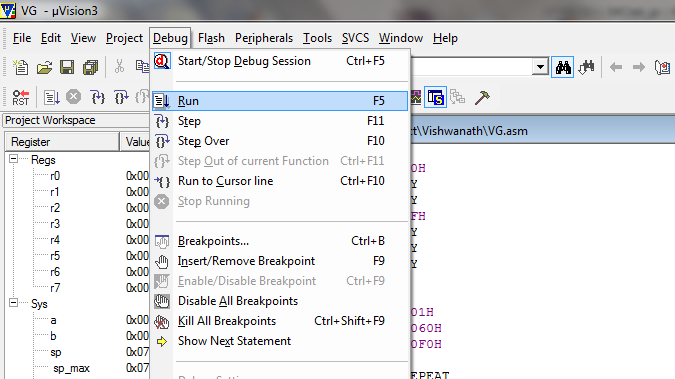 VG - µVision3
File Edit View Project Debug Flash Peripherals Tools SVCS Window Help
Start/Stop Debug Session Ctrl+F5
RST
Run F5
Project Workspace
Step F11
ct\Vishwanath\VG.asm
Register Value
Step Over F10
Regs
Step Out of current Function Ctrl+F11
r0 0x00
0H
r1 0x00
Run to Cursor line Ctrl+F10
Y
r2 0x00
Stop Running
Y
r3 0x00
FH
r4 0x00
Y
r5 0x00
Breakpoints... Ctrl+B
Y
r6 0x00
Insert/Remove Breakpoint F9
Y
r7 0x00
Enable/Disable Breakpoint Ctrl+F9
Sys
Disable All Breakpoints
a 0x00
01H
b 0x00
Kill All Breakpoints Ctrl+Shift+F9
060H
sp 0x07
Show Next Statement
0F0H
sp_max 0x07
EPEAT